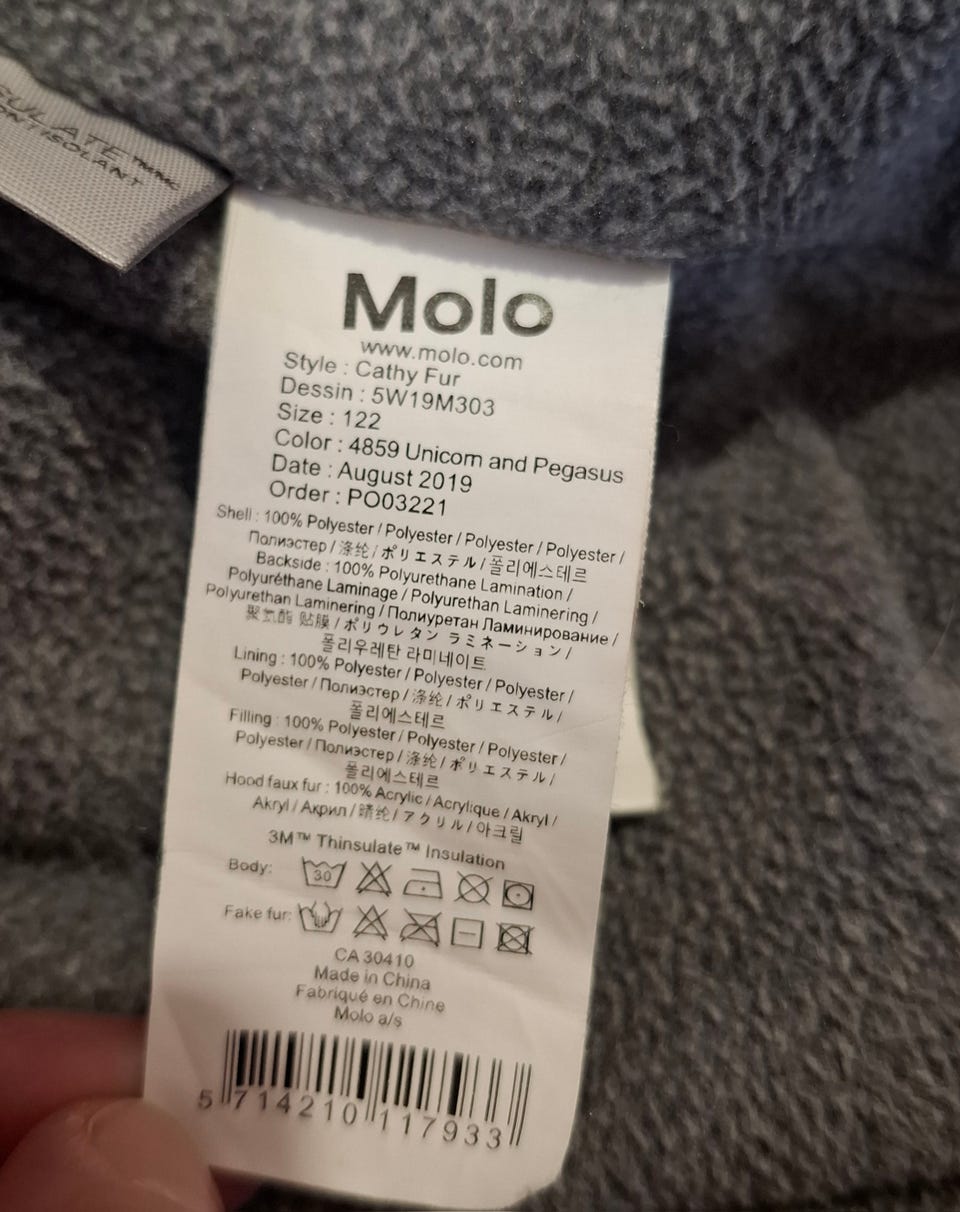 SULATE™ MMC
ISOLANT
Molo
www.molo.com
Style : Cathy Fur
Dessin : 5W19M303
Size : 122
Color : 4859 Unicorn and Pegasus
Date : August 2019
Order : PO03221
Shell : 100% Polyester / Polyester / Polyester / Polyester /
Полиэстер / 涤纶 / ポリエステル / 폴리에스테르
Backside : 100% Polyurethane Lamination /
Polyuréthane Laminage / Polyurethan Laminering /
Polyurethan Laminering / Полиуретан Ламинирование /
聚氨酯 贴膜 / ポリウレタン ラミネーション /
폴리우레탄 라미네이트
Lining : 100% Polyester / Polyester / Polyester /
Polyester / Полиэстер / 涤纶 / ポリエステル /
폴리에스테르
Filling : 100% Polyester / Polyester / Polyester /
Polyester / Полиэстер / 涤纶 / ポリエステル /
폴리에스테르
Hood faux fur : 100% Acrylic / Acrylique / Akryl /
Akryl / Акрил / 腈纶 / アクリル / 아크릴
3M™ Thinsulate™ Insulation
Body: 30
Fake fur:
CA 30410
Made in China
Fabriqué en Chine
Molo a/s
5 714210 117933